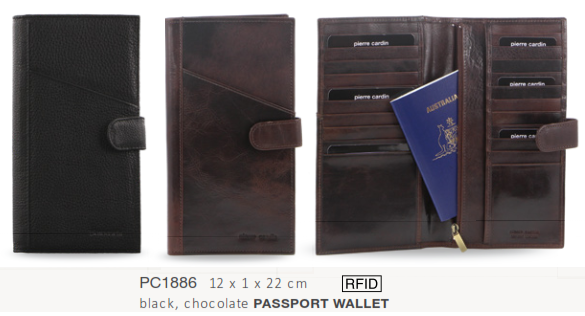 pierre cardin
pierre cardin
pierre cardin
pierre cardin
pierre cardin
AUSTRALIA
PC1886 12 x 1 x 22 cm RFID
black, chocolate PASSPORT WALLET